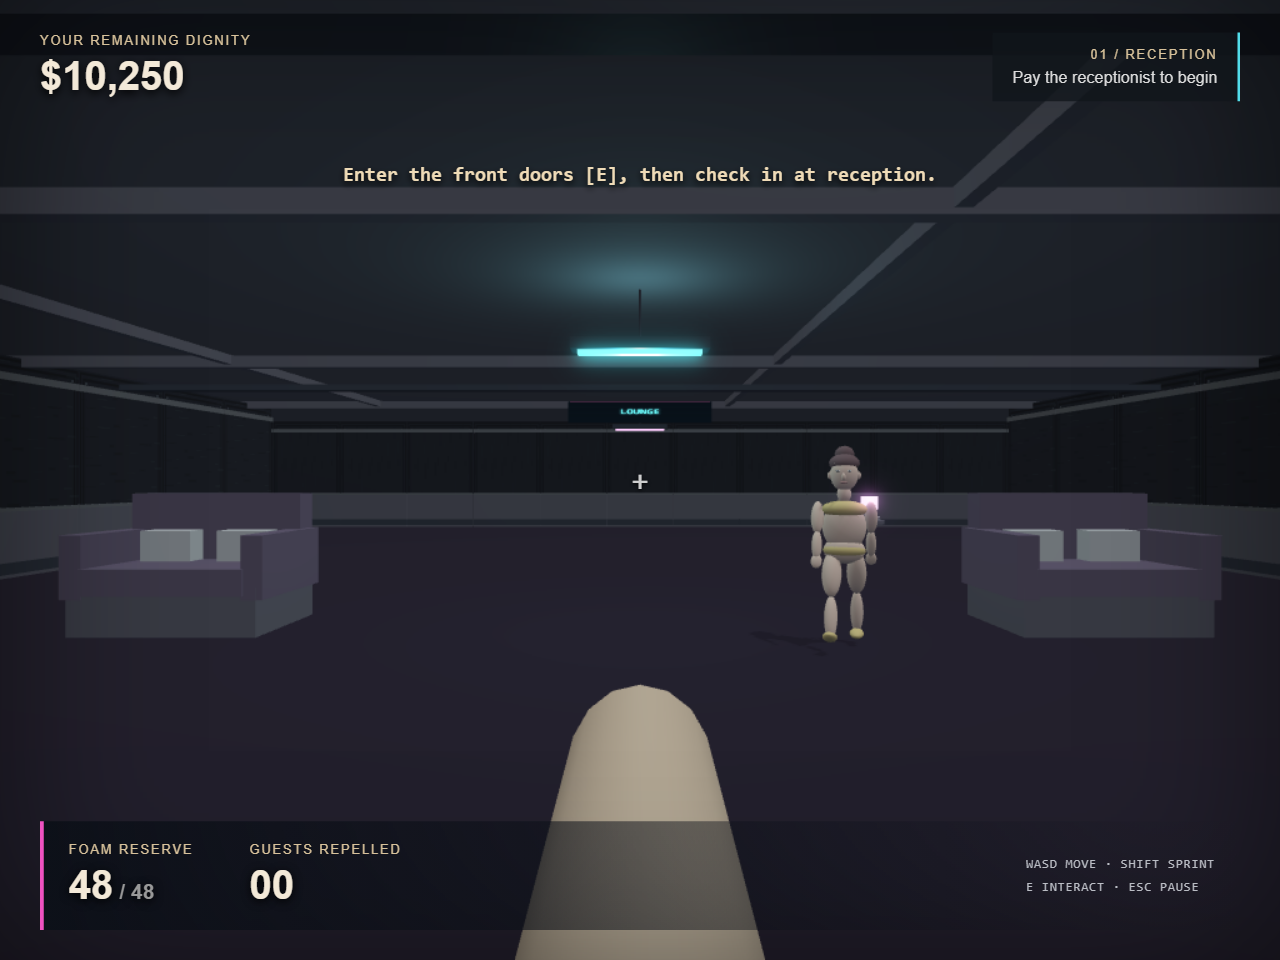 YOUR REMAINING DIGNITY
$10,250
01 / RECEPTION
Pay the receptionist to begin
Enter the front doors [E], then check in at reception.
LOUNGE
FOAM RESERVE
48 / 48
GUESTS REPELLED
00
WASD MOVE · SHIFT SPRINT
E INTERACT · ESC PAUSE